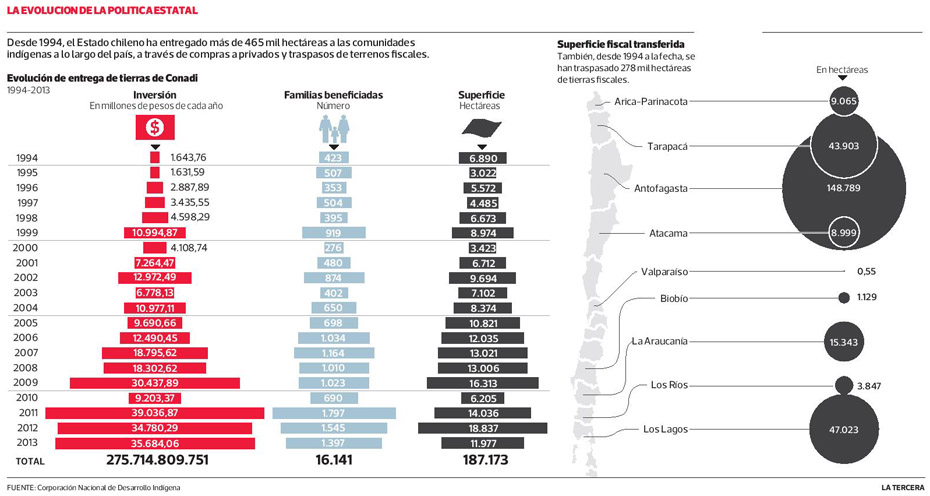 LA EVOLUCION DE LA POLITICA ESTATAL
Desde 1994, el Estado chileno ha entregado más de 465 mil hectáreas a las comunidades
indígenas a lo largo del país, a través de compras a privados y traspasos de terrenos fiscales.
Evolución de entrega de tierras de Conadi
1994-2013
Inversión Familias beneficiadas Superficie
En millones de pesos de cada año Número Hectáreas
$
1994 1.643,76 423 6.890
1995 1.631,59 507 3.022
1996 2.887,89 353 5.572
1997 3.435,55 504 4.485
1998 4.598,29 395 6.673
1999 10.994,87 919 8.974
2000 4.108,74 276 3.423
2001 7.264,47 480 6.712
2002 12.972,49 874 9.694
2003 6.778,13 402 7.102
2004 10.977,11 650 8.374
2005 9.690,66 698 10.821
2006 12.490,45 1.034 12.035
2007 18.795,62 1.164 13.021
2008 18.302,62 1.010 13.006
2009 30.437,89 1.023 16.313
2010 9.203,37 690 6.205
2011 39.036,87 1.797 14.036
2012 34.780,29 1.545 18.837
2013 35.684,06 1.397 11.977
TOTAL 275.714.809.751 16.141 187.173
Superficie fiscal transferida
También, desde 1994 a la fecha, se
han traspasado 278 mil hectáreas
de tierras fiscales.
En hectáreas
Arica-Parinacota 9.065
Tarapacá 43.903
Antofagasta 148.789
Atacama 8.999
Valparaíso 0,55
Biobío 1.129
La Araucanía 15.343
Los Ríos 3.847
Los Lagos 47.023
FUENTE: Corporación Nacional de Desarrollo Indígena
LA TERCERA